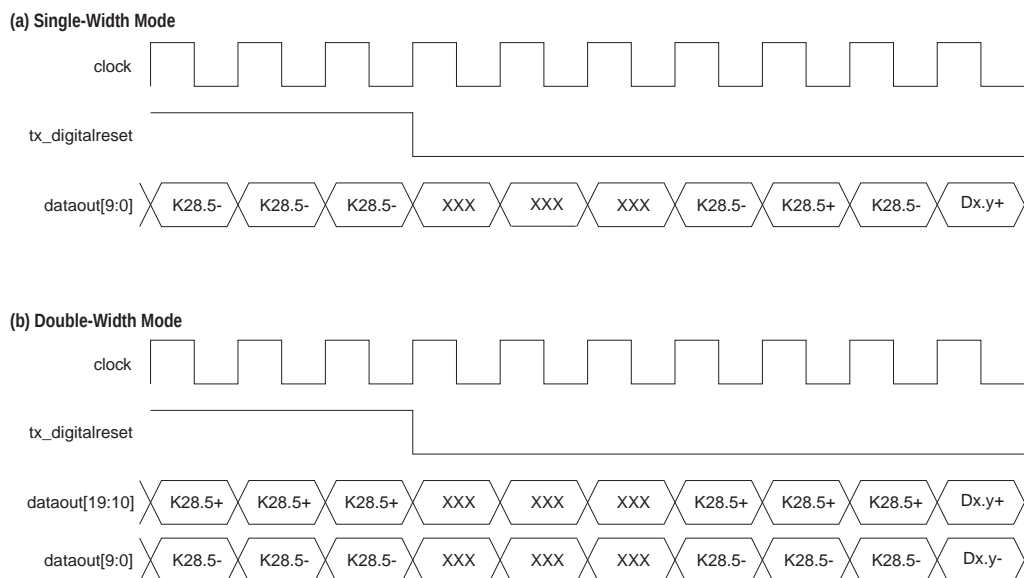 (a) Single-Width Mode
clock
tx_digitalreset
dataout[9:0] K28.5- K28.5- K28.5- XXX XXX XXX K28.5- K28.5+ K28.5- Dx.y+
(b) Double-Width Mode
clock
tx_digitalreset
dataout[19:10] K28.5+ K28.5+ K28.5+ XXX XXX XXX K28.5+ K28.5+ K28.5+ Dx.y+
dataout[9:0] K28.5- K28.5- K28.5- XXX XXX XXX K28.5- K28.5- K28.5- Dx.y-